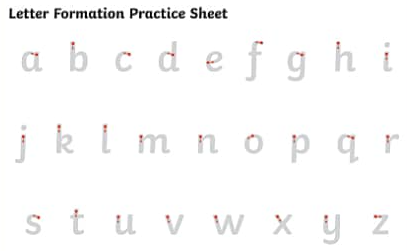 Letter Formation Practice Sheet
a b c d e f g h i
j k l m n o p q r
s t u v w x y z